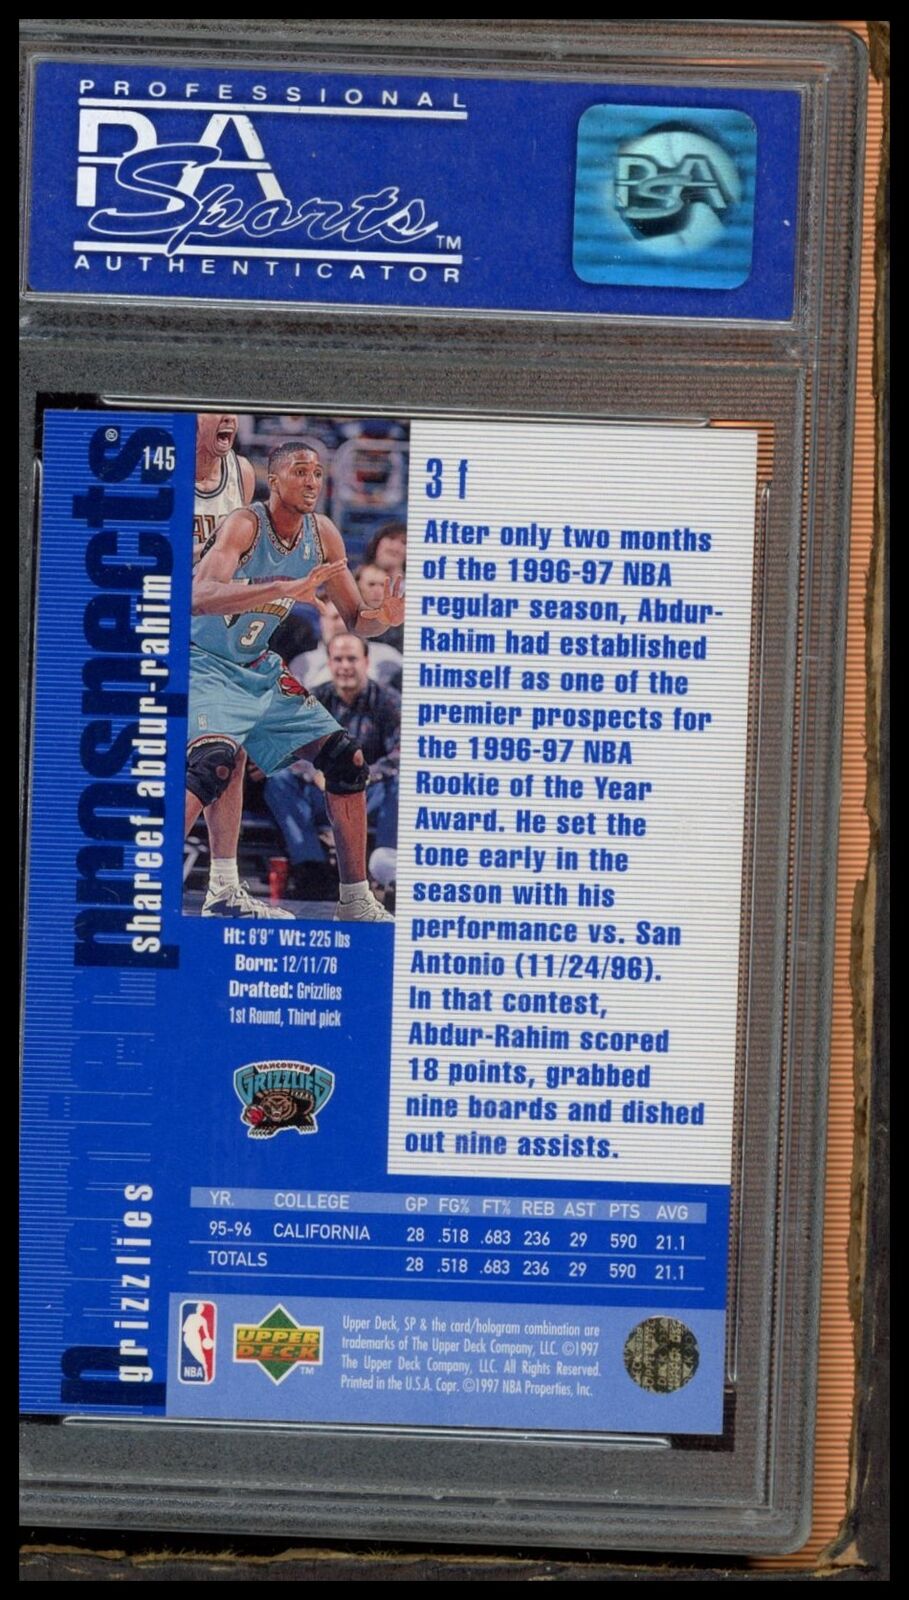 PROFESSIONAL
PSA
Sports™
AUTHENTICATOR
PSA
145
premier prospects®
shareef abdur-rahim
grizzlies
3 f
After only two months
of the 1996-97 NBA
regular season, Abdur-
Rahim had established
himself as one of the
premier prospects for
the 1996-97 NBA
Rookie of the Year
Award. He set the
tone early in the
season with his
performance vs. San
Antonio (11/24/96).
In that contest,
Abdur-Rahim scored
18 points, grabbed
nine boards and dished
out nine assists.
3
Ht: 6'9" Wt: 225 lbs
Born: 12/11/76
Drafted: Grizzlies
1st Round, Third pick
VANCOUVER
GRIZZLIES
YR. COLLEGE GP FG% FT% REB AST PTS AVG
95-96 CALIFORNIA 28 .518 .683 236 29 590 21.1
TOTALS 28 .518 .683 236 29 590 21.1
NBA
UPPER
DECK™
Upper Deck, SP & the card/hologram combination are
trademarks of The Upper Deck Company, LLC. ©1997
The Upper Deck Company, LLC. All Rights Reserved.
Printed in the U.S.A. Copr. ©1997 NBA Properties, Inc.